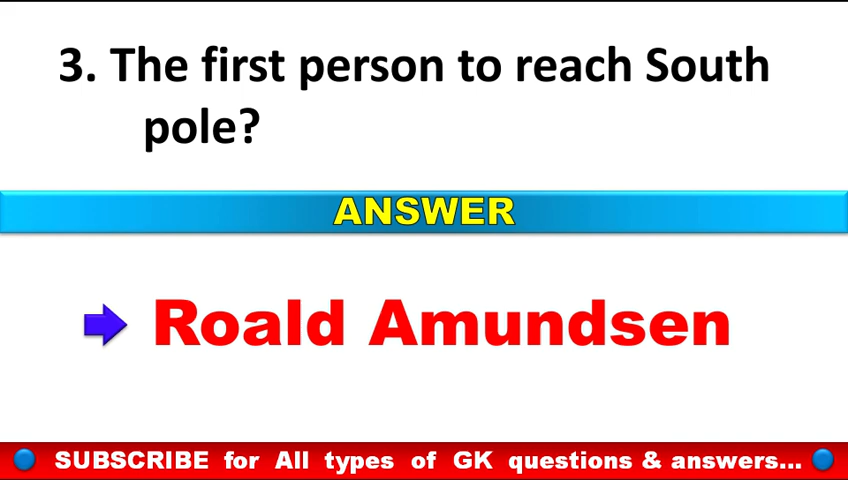 3. The first person to reach South
pole?
ANSWER
Roald Amundsen
SUBSCRIBE for All types of GK questions & answers...